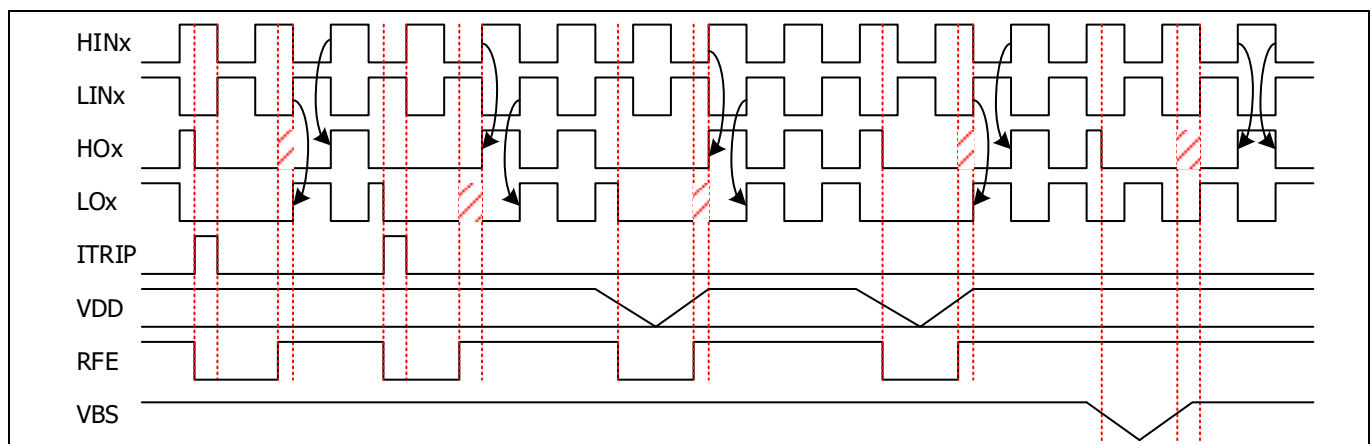 HINx
LINx
HOx
LOx
ITRIP
VDD
RFE
VBS